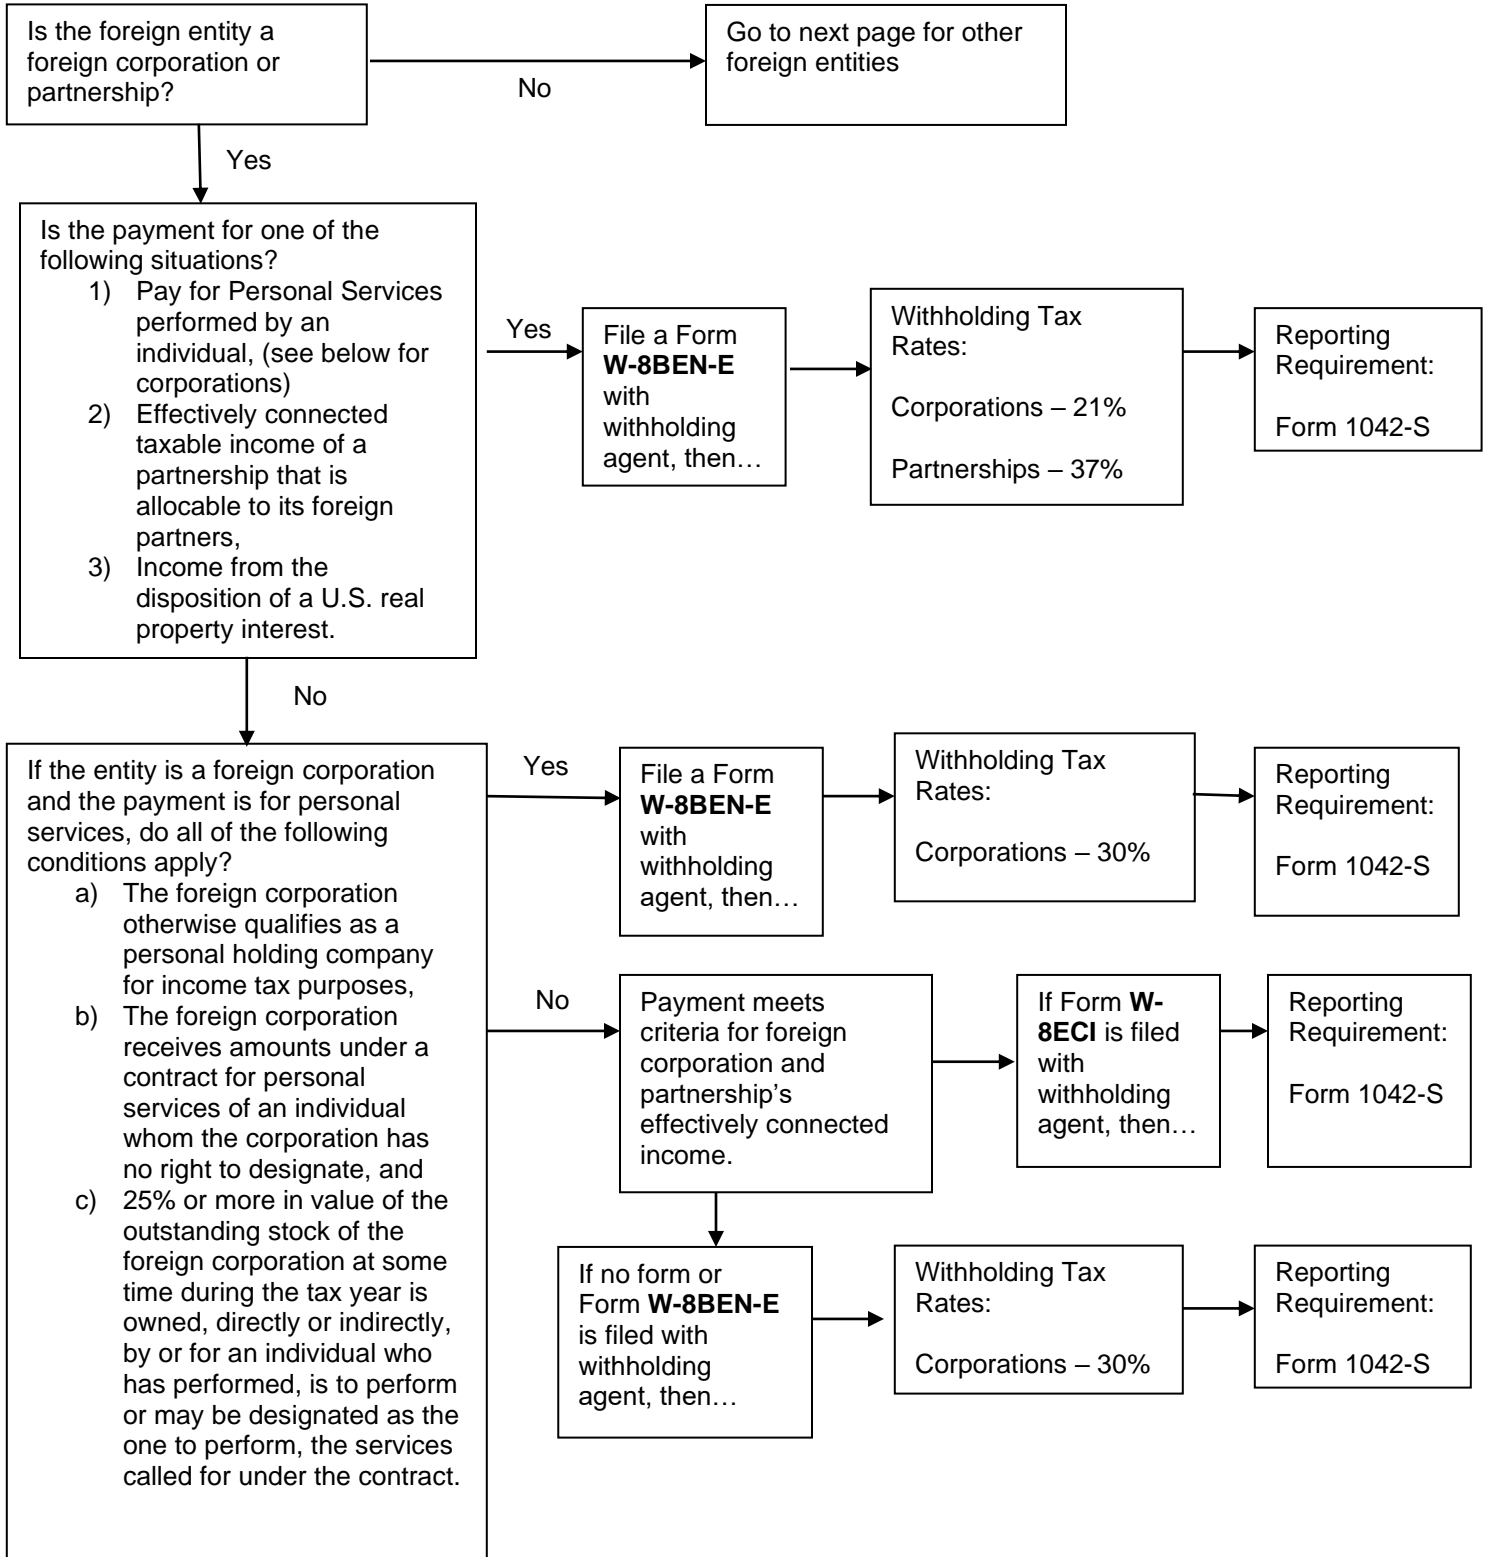 Is the foreign entity a
foreign corporation or
partnership?
No
Go to next page for other
foreign entities
Yes
Is the payment for one of the
following situations?
1) Pay for Personal Services
performed by an
individual, (see below for
corporations)
2) Effectively connected
taxable income of a
partnership that is
allocable to its foreign
partners,
3) Income from the
disposition of a U.S. real
property interest.
Yes
File a Form
W-8BEN-E
with
withholding
agent, then…
Withholding Tax
Rates:
Corporations – 21%
Partnerships – 37%
Reporting
Requirement:
Form 1042-S
No
If the entity is a foreign corporation
and the payment is for personal
services, do all of the following
conditions apply?
a) The foreign corporation
otherwise qualifies as a
personal holding company
for income tax purposes,
b) The foreign corporation
receives amounts under a
contract for personal
services of an individual
whom the corporation has
no right to designate, and
c) 25% or more in value of the
outstanding stock of the
foreign corporation at some
time during the tax year is
owned, directly or indirectly,
by or for an individual who
has performed, is to perform
or may be designated as the
one to perform, the services
called for under the contract.
Yes
File a Form
W-8BEN-E
with
withholding
agent, then…
Withholding Tax
Rates:
Corporations – 30%
Reporting
Requirement:
Form 1042-S
No
Payment meets
criteria for foreign
corporation and
partnership’s
effectively connected
income.
If Form W-
8ECI is filed
with
withholding
agent, then…
Reporting
Requirement:
Form 1042-S
If no form or
Form W-8BEN-E
is filed with
withholding
agent, then…
Withholding Tax
Rates:
Corporations – 30%
Reporting
Requirement:
Form 1042-S